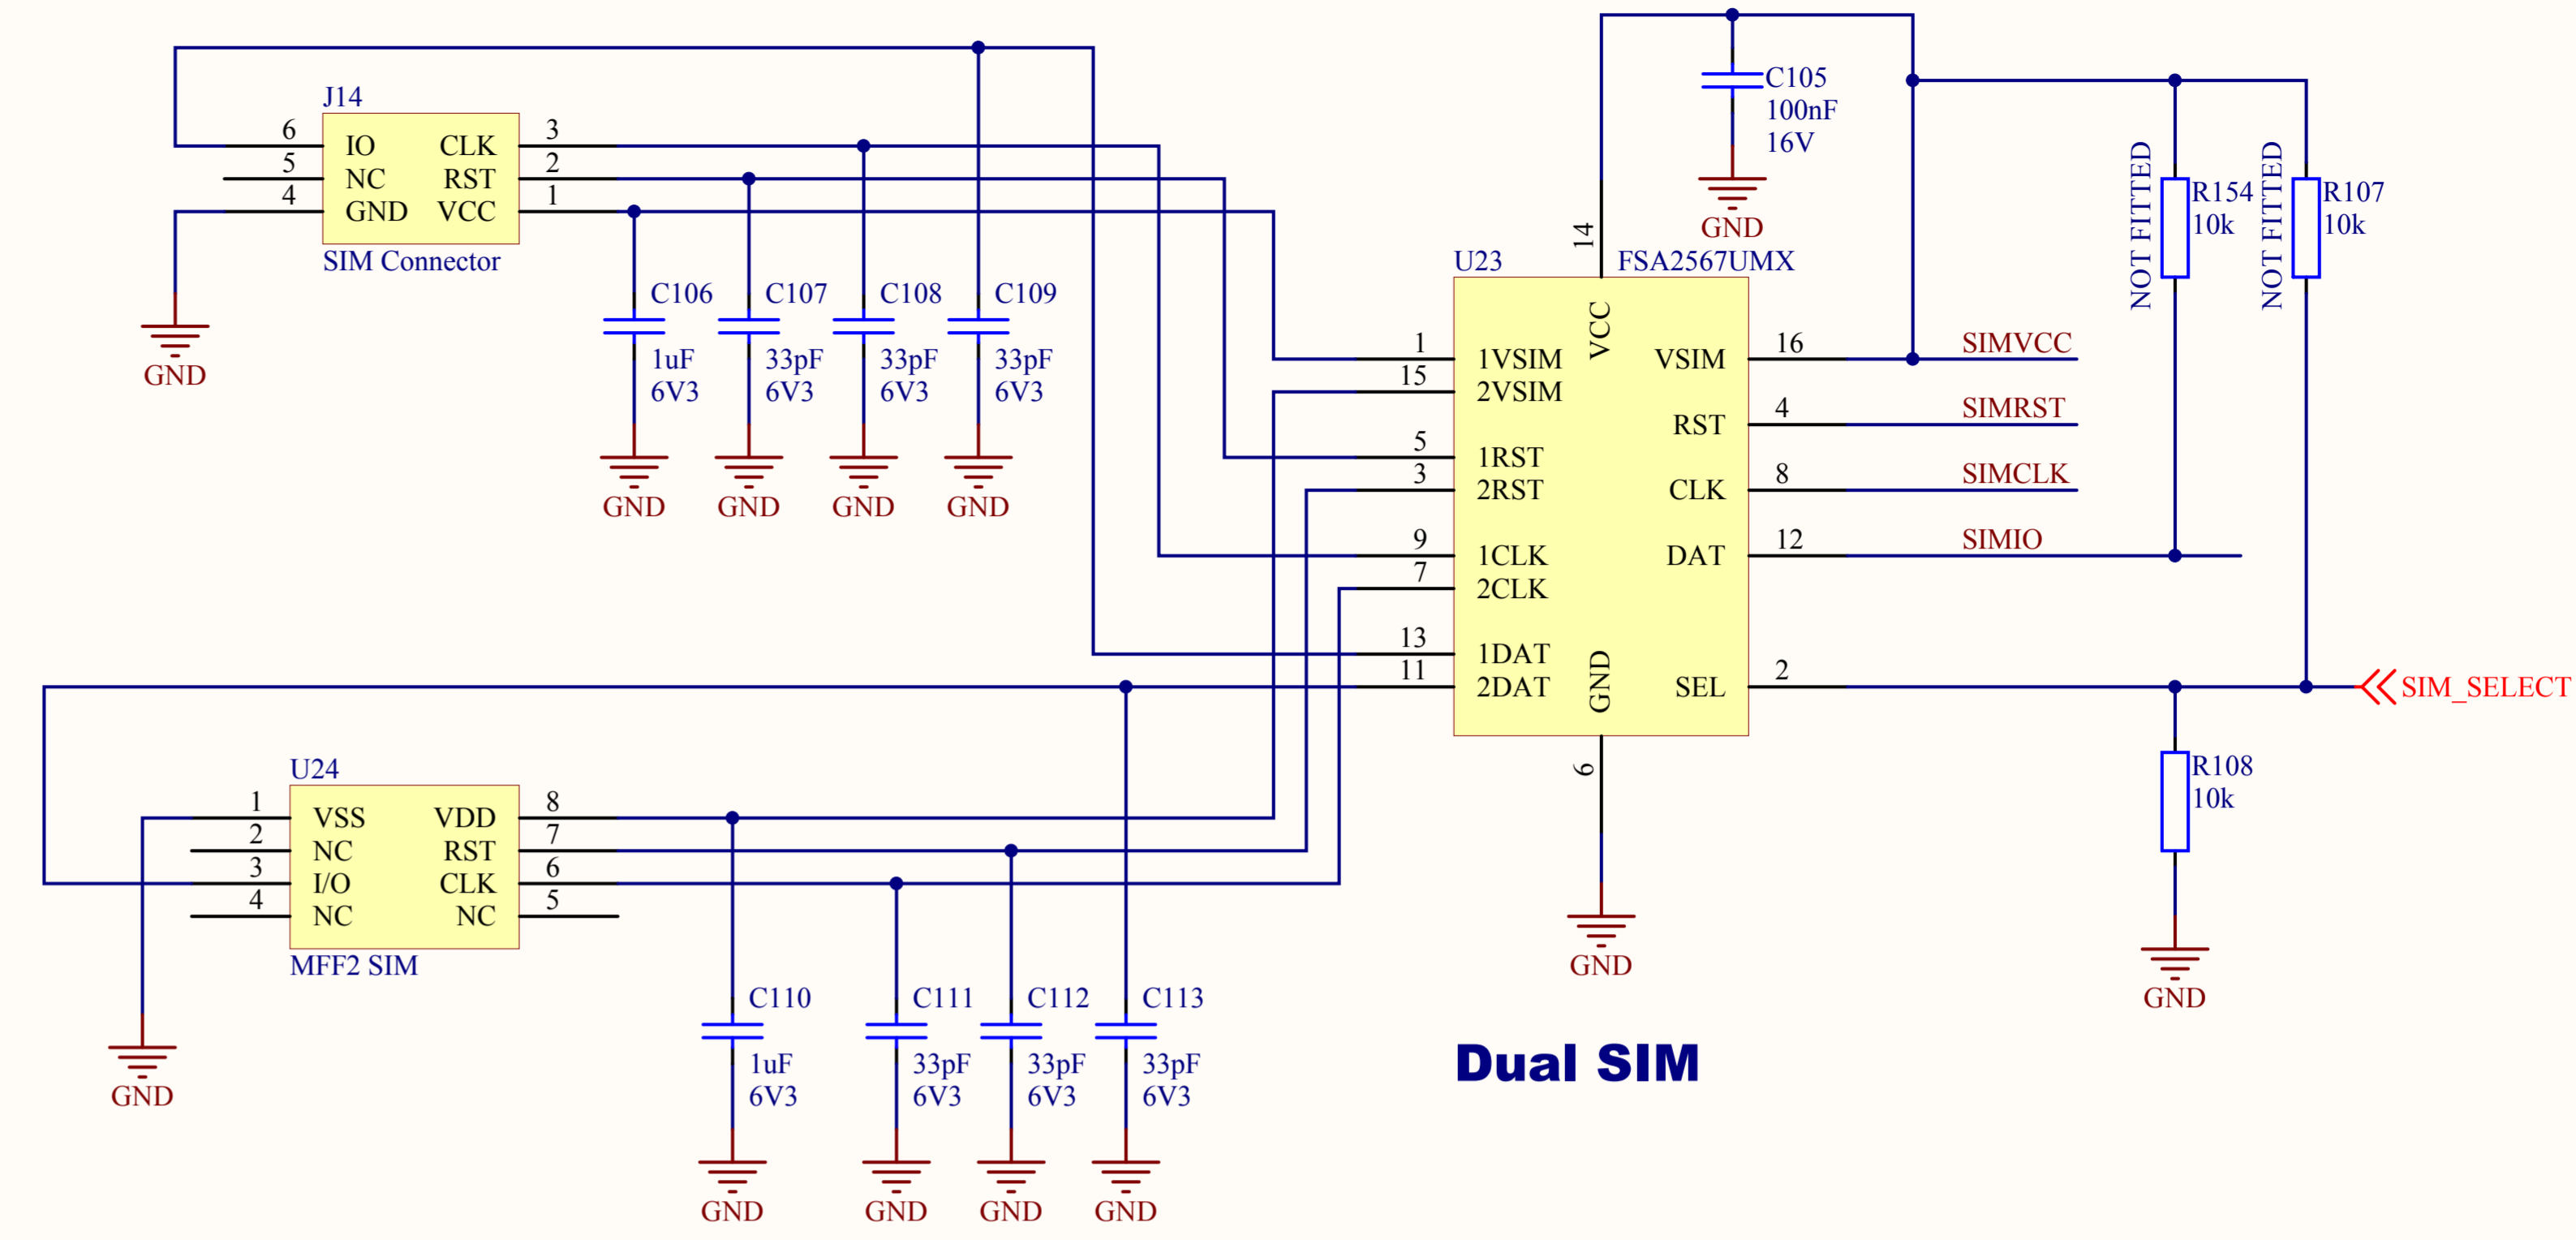 J14
6
IO
CLK
3
5
NC
RST
2
4
GND
VCC
1
SIM Connector
GND
C106
1uF
6V3
GND
C107
33pF
6V3
GND
C108
33pF
6V3
GND
C109
33pF
6V3
GND
C105
100nF
16V
GND
U23
FSA2567UMX
14
VCC
1
1VSIM
15
2VSIM
5
1RST
3
2RST
9
1CLK
7
2CLK
13
1DAT
11
2DAT
GND
6
GND
VSIM
16
SIMVCC
RST
4
SIMRST
CLK
8
SIMCLK
DAT
12
SIMIO
SEL
2
SIM_SELECT
NOT FITTED
R154
10k
NOT FITTED
R107
10k
R108
10k
GND
U24
1
VSS
VDD
8
2
NC
RST
7
3
I/O
CLK
6
4
NC
NC
5
MFF2 SIM
GND
C110
1uF
6V3
GND
C111
33pF
6V3
GND
C112
33pF
6V3
GND
C113
33pF
6V3
GND
Dual SIM